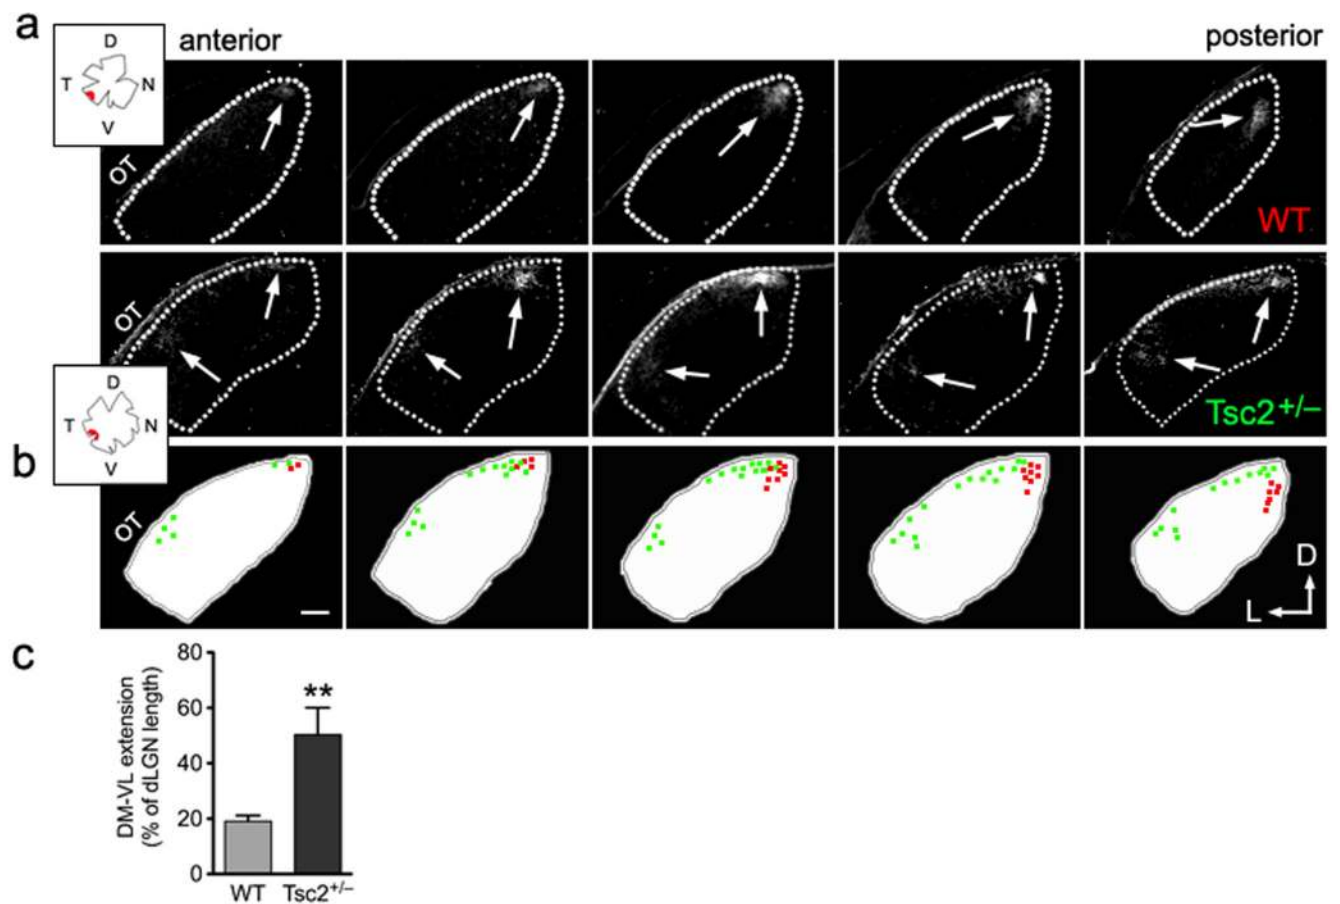 a
anterior
posterior
D
T N
V
OT
WT
OT
Tsc2+/–
D
T N
V
b
OT
D
L
c
80
60
40
20
0
DM-VL extension
(% of dLGN length)
**
WT Tsc2+/–